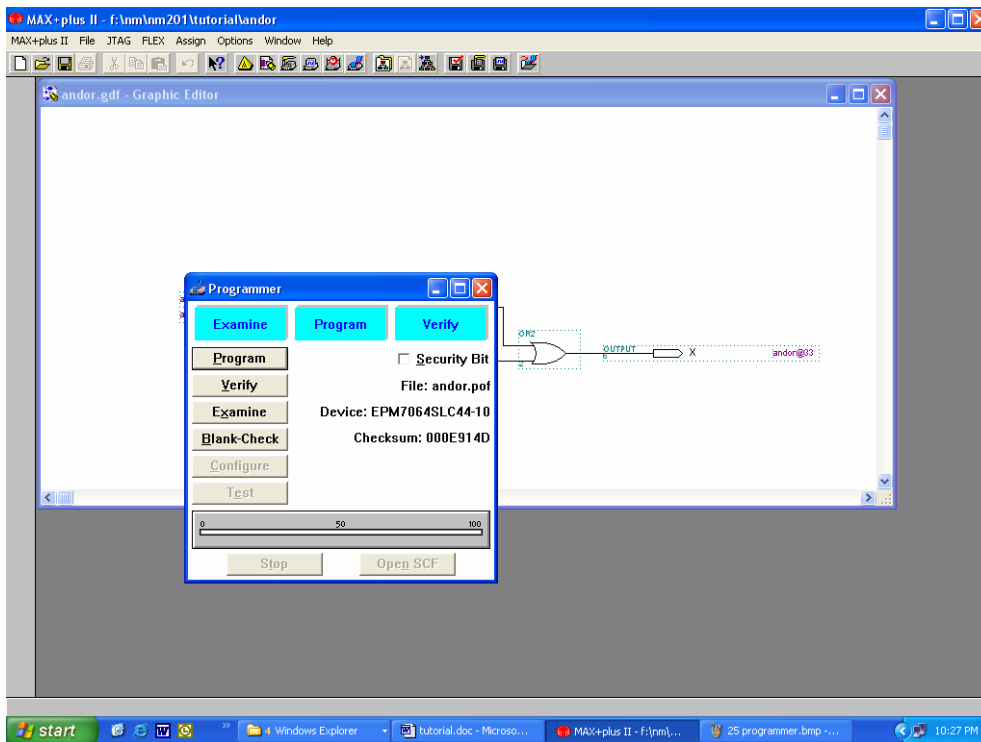 MAX+plus II - f:\nm\nm201\tutorial\andor
MAX+plus II File JTAG FLEX Assign Options Window Help
andor.gdf - Graphic Editor
Programmer
Examine Program Verify
Program
Security Bit
Verify
File: andor.pof
Examine
Device: EPM7064SLC44-10
Blank-Check
Checksum: 000E914D
Configure
Test
0 50 100
Stop Open SCF
OR2
OUTPUT
6
X
andor@33
start
4 Windows Explorer
tutorial.doc - Microso...
MAX+plus II - f:\nm\...
25 programmer.bmp -...
10:27 PM